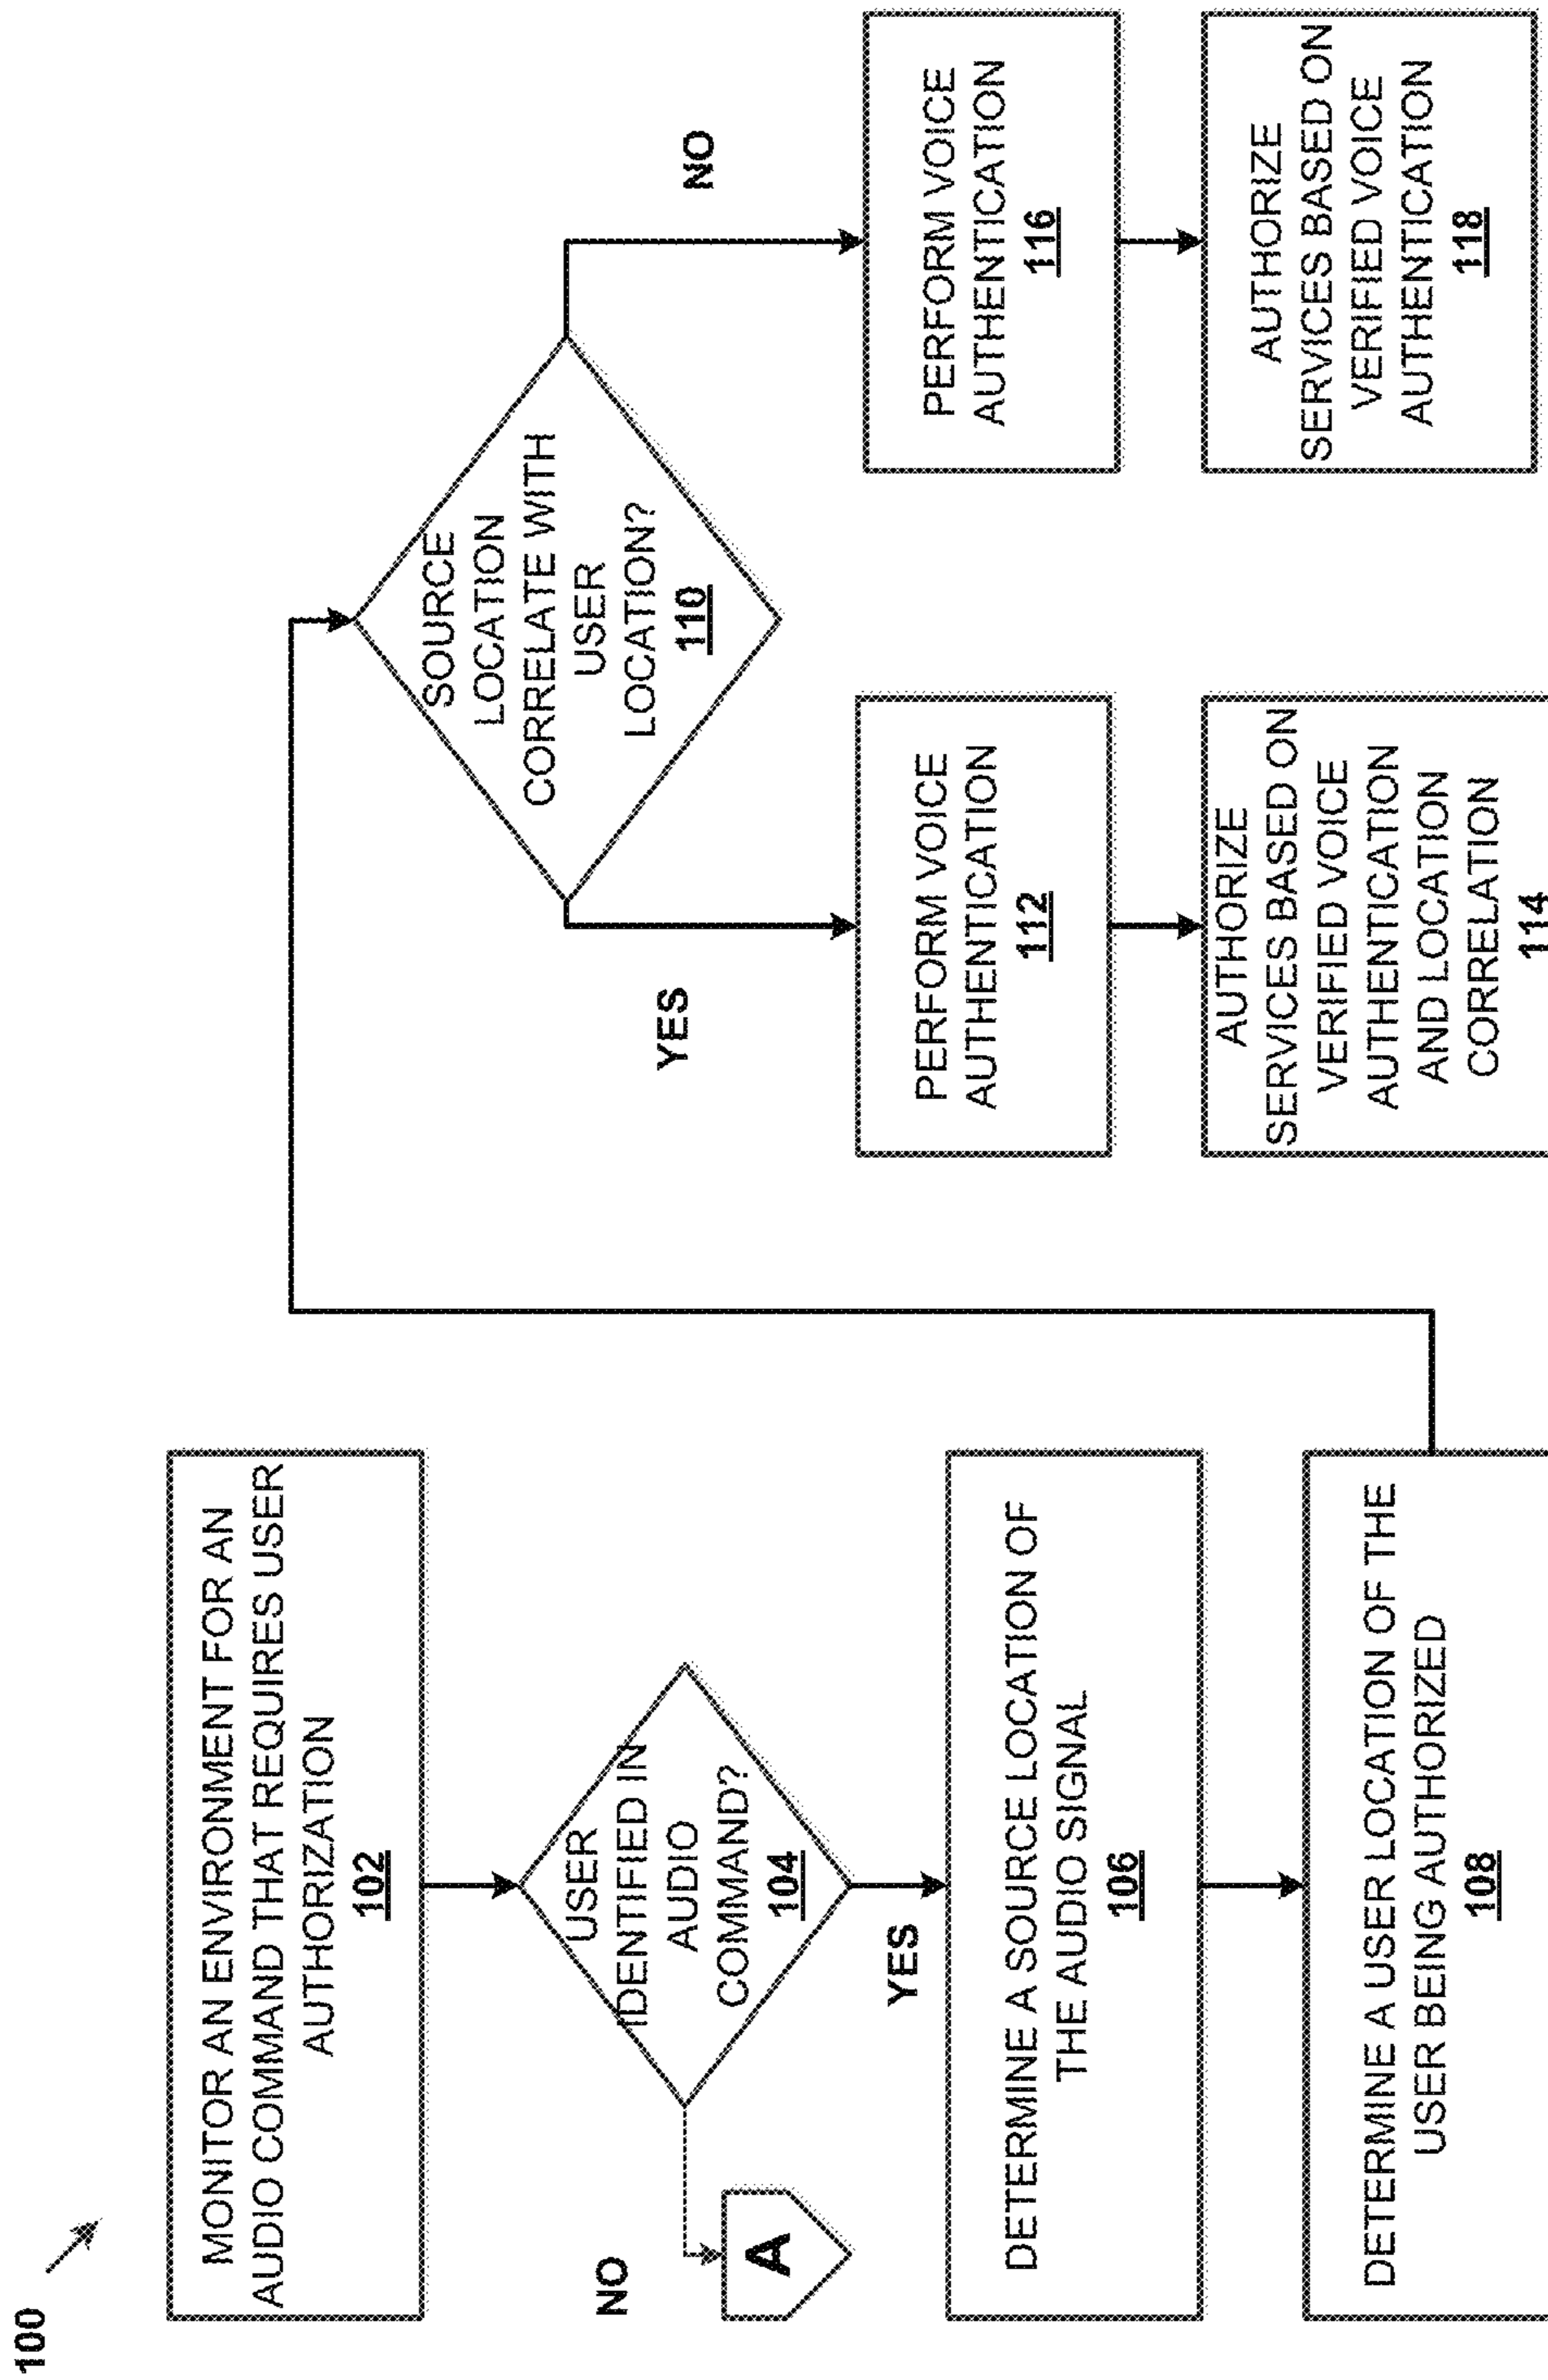 100
MONITOR AN ENVIRONMENT FOR AN
AUDIO COMMAND THAT REQUIRES USER
AUTHORIZATION
102
USER
IDENTIFIED IN
AUDIO
COMMAND?
104
NO
A
YES
DETERMINE A SOURCE LOCATION OF
THE AUDIO SIGNAL
106
DETERMINE A USER LOCATION OF THE
USER BEING AUTHORIZED
108
SOURCE
LOCATION
CORRELATE WITH
USER
LOCATION?
110
YES
NO
PERFORM VOICE
AUTHENTICATION
112
AUTHORIZE
SERVICES BASED ON
VERIFIED VOICE
AUTHENTICATION
AND LOCATION
CORRELATION
114
PERFORM VOICE
AUTHENTICATION
116
AUTHORIZE
SERVICES BASED ON
VERIFIED VOICE
AUTHENTICATION
118